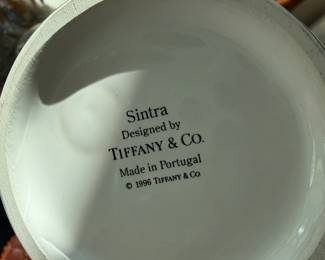 Sintra
Designed by
TIFFANY & CO.
Made in Portugal
© 1996 TIFFANY & CO